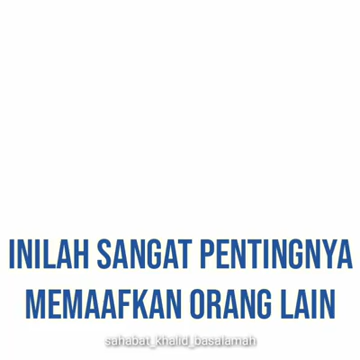 INILAH SANGAT PENTINGNYA
MEMAAFKAN ORANG LAIN
sahabat_khalid_basalamah